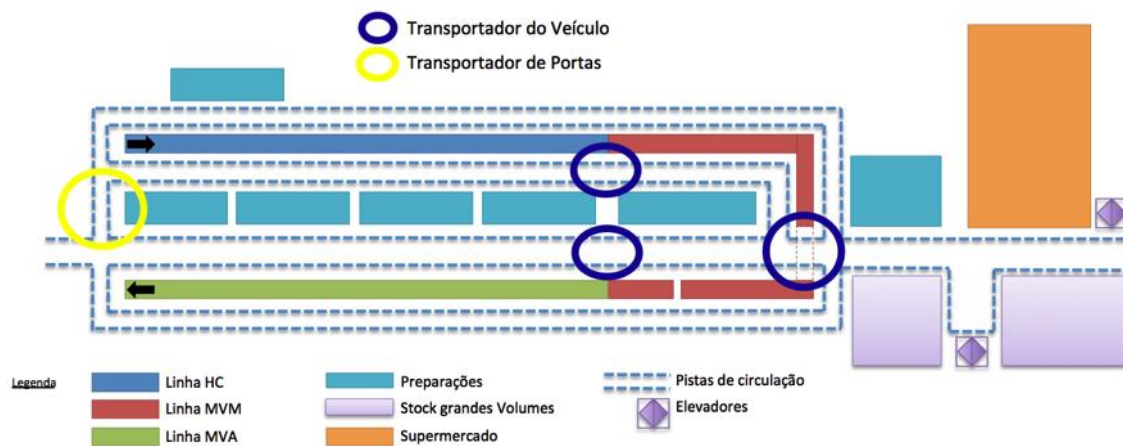 Transportador do Veículo
Transportador de Portas
Legenda
Linha HC
Preparações
Pistas de circulação
Linha MVM
Stock grandes Volumes
Elevadores
Linha MVA
Supermercado